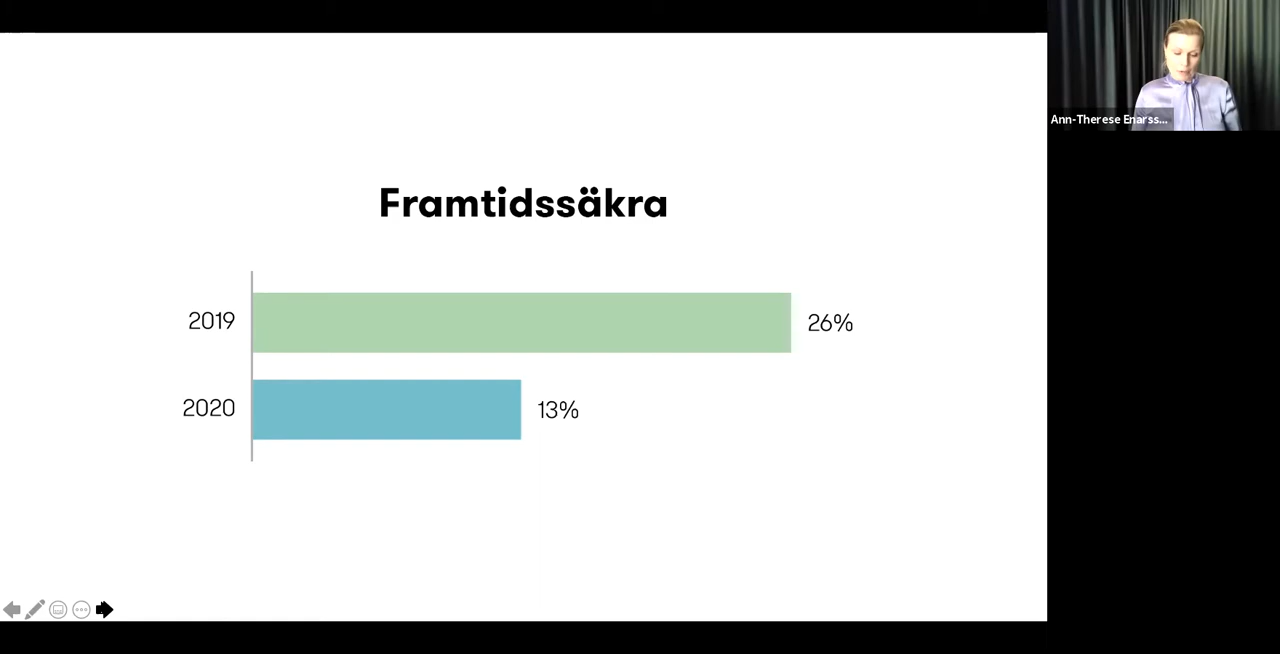 Framtidssäkra
2019
26%
2020
13%
Ann-Therese Enarss...